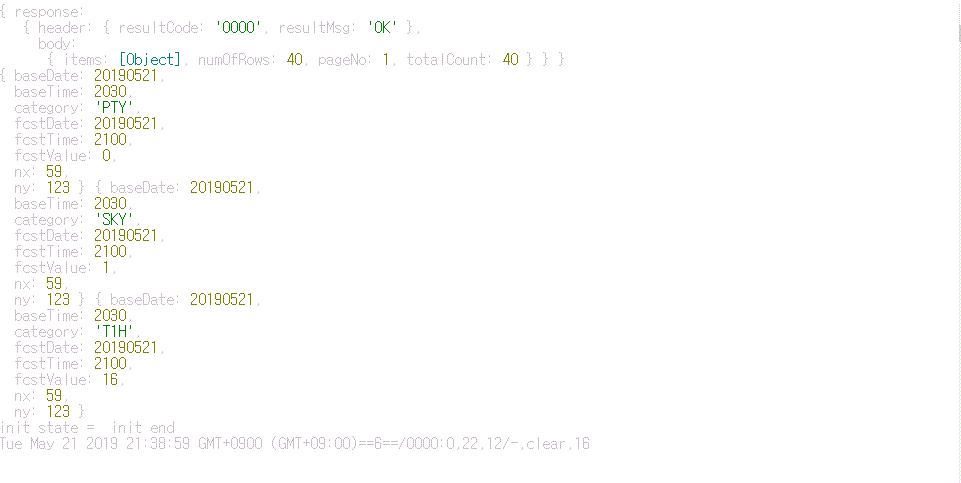 { response:
   { header: { resultCode: '0000', resultMsg: 'OK' },
     body:
      { items: [Object], numOfRows: 40, pageNo: 1, totalCount: 40 } } }
{ baseDate: 20190521,
  baseTime: 2030,
  category: 'PTY',
  fcstDate: 20190521,
  fcstTime: 2100,
  fcstValue: 0,
  nx: 59,
  ny: 123 } { baseDate: 20190521,
  baseTime: 2030,
  category: 'SKY',
  fcstDate: 20190521,
  fcstTime: 2100,
  fcstValue: 1,
  nx: 59,
  ny: 123 } { baseDate: 20190521,
  baseTime: 2030,
  category: 'T1H',
  fcstDate: 20190521,
  fcstTime: 2100,
  fcstValue: 16,
  nx: 59,
  ny: 123 }
init state =  init end
Tue May 21 2019 21:38:59 GMT+0900 (GMT+09:00)==6==/0000:0,22,12/-,clear,16